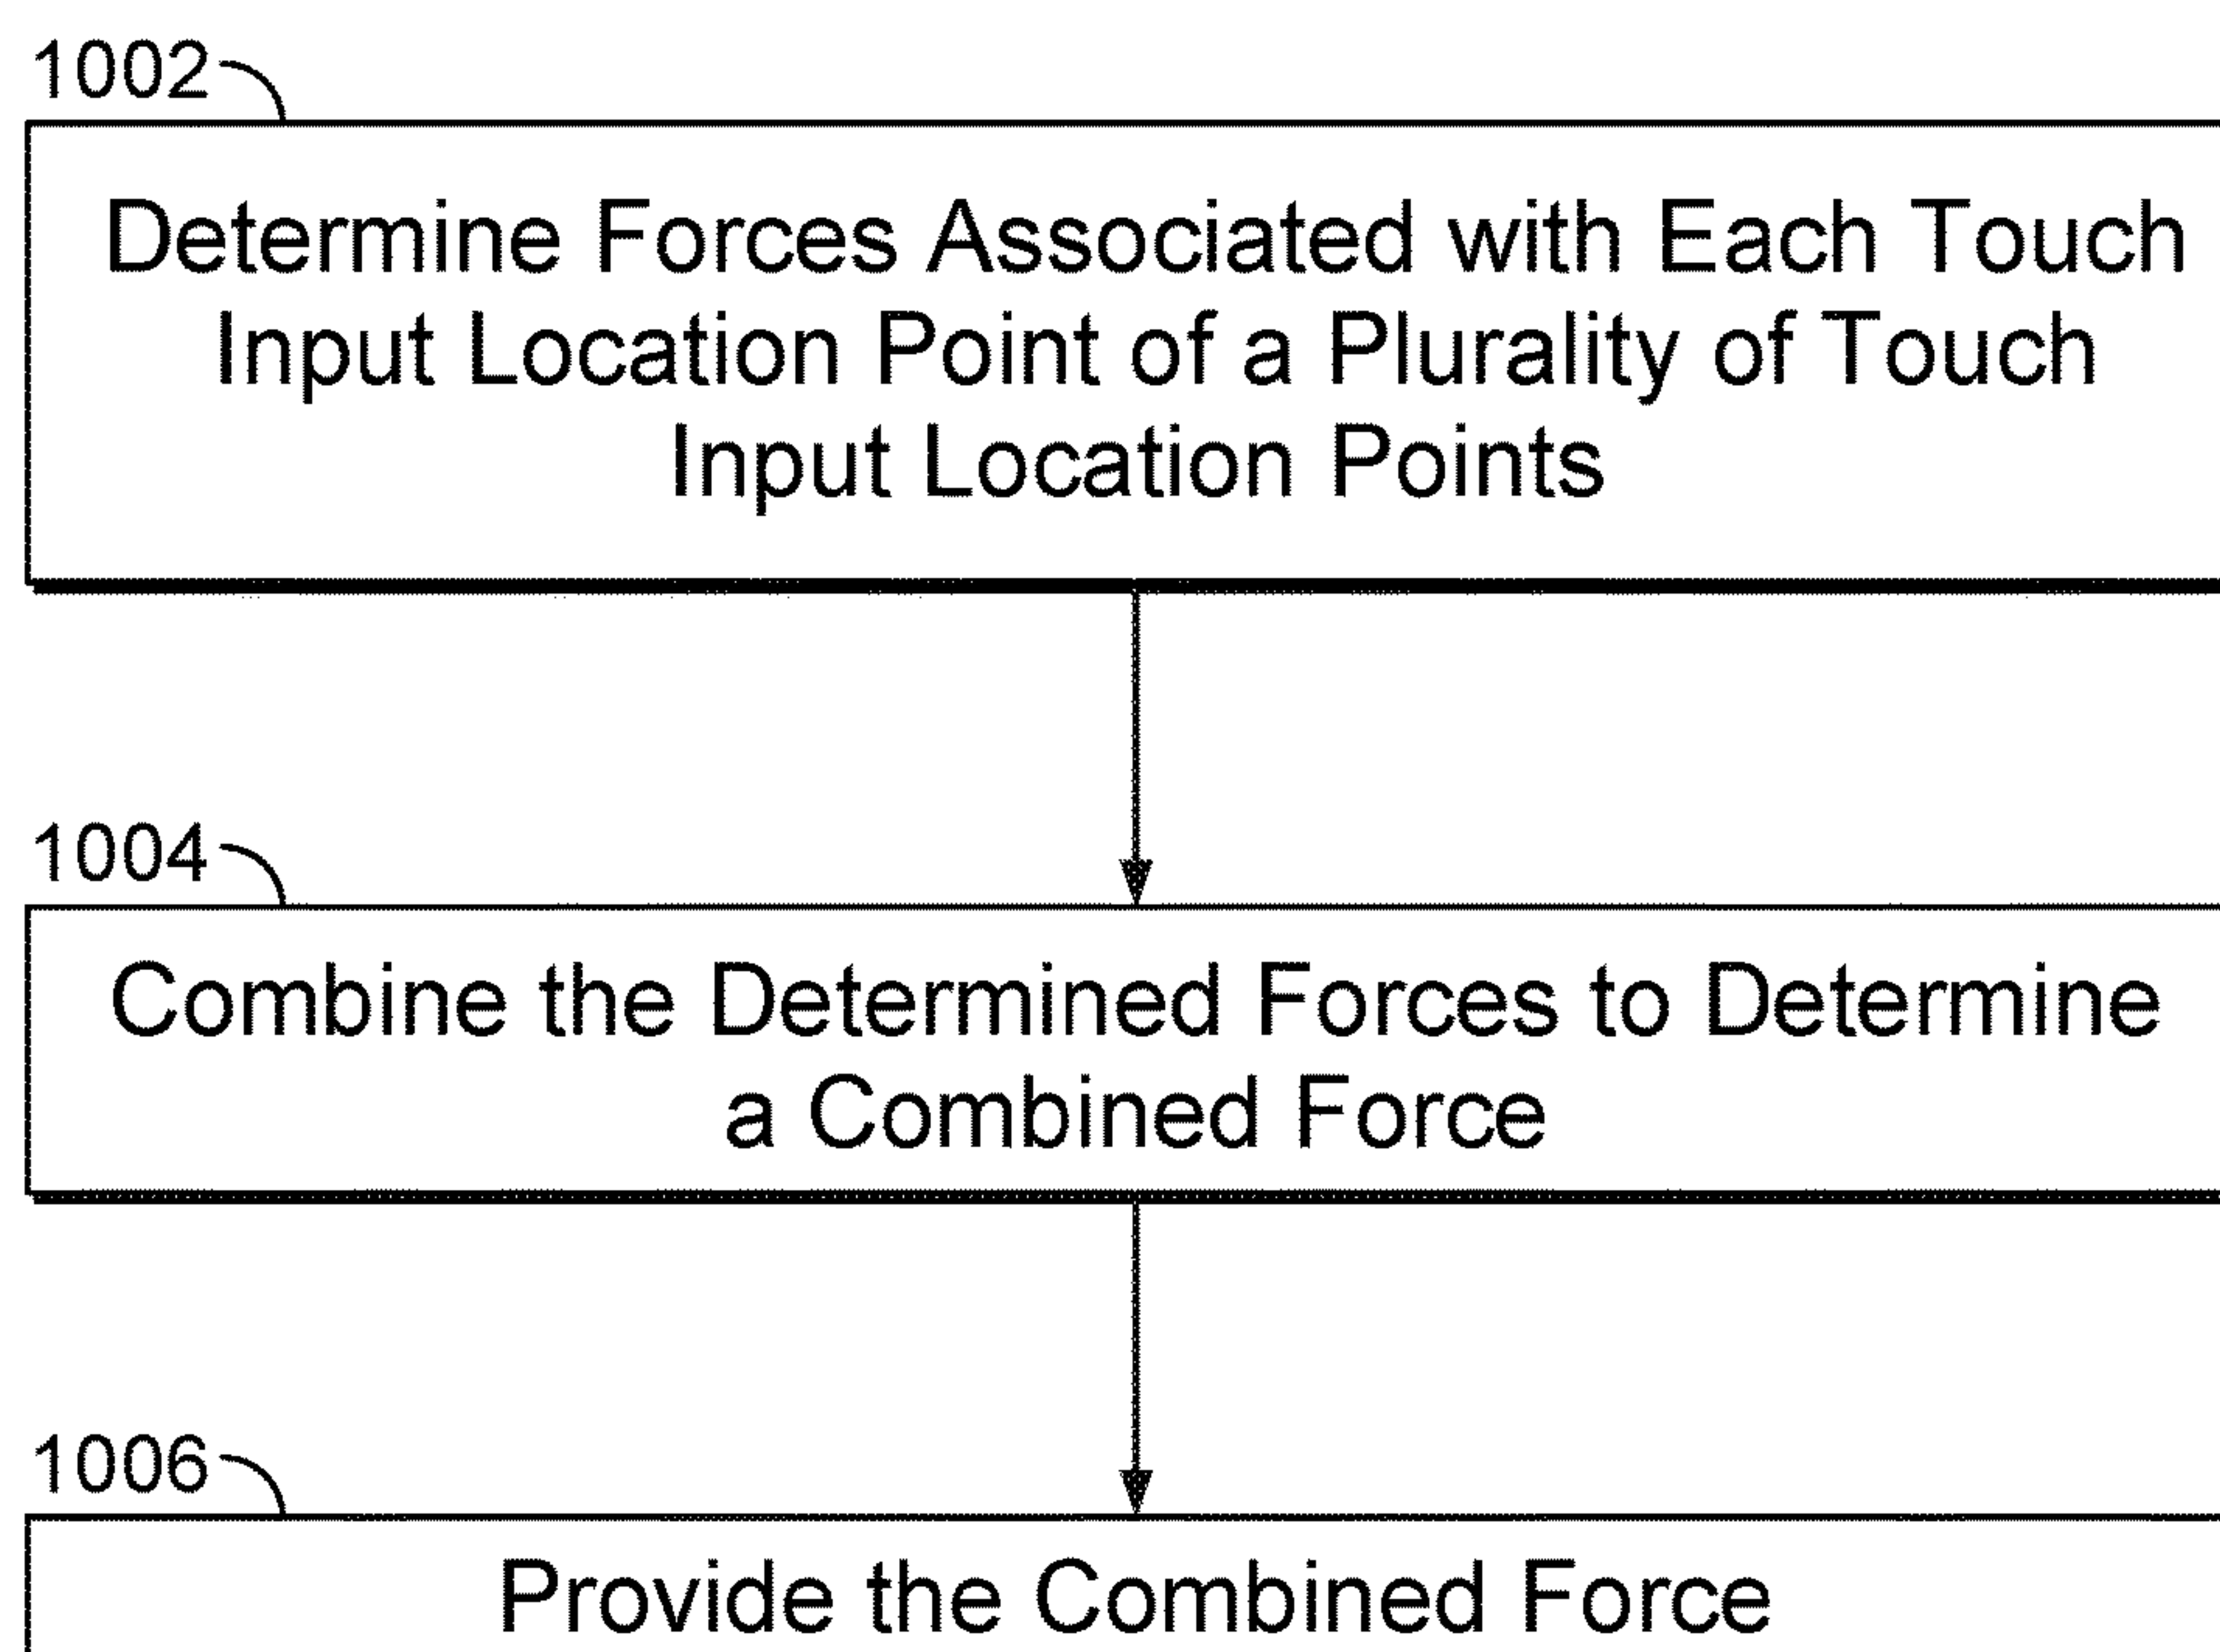 1002
Determine Forces Associated with Each Touch
Input Location Point of a Plurality of Touch
Input Location Points
1004
Combine the Determined Forces to Determine
a Combined Force
1006
Provide the Combined Force